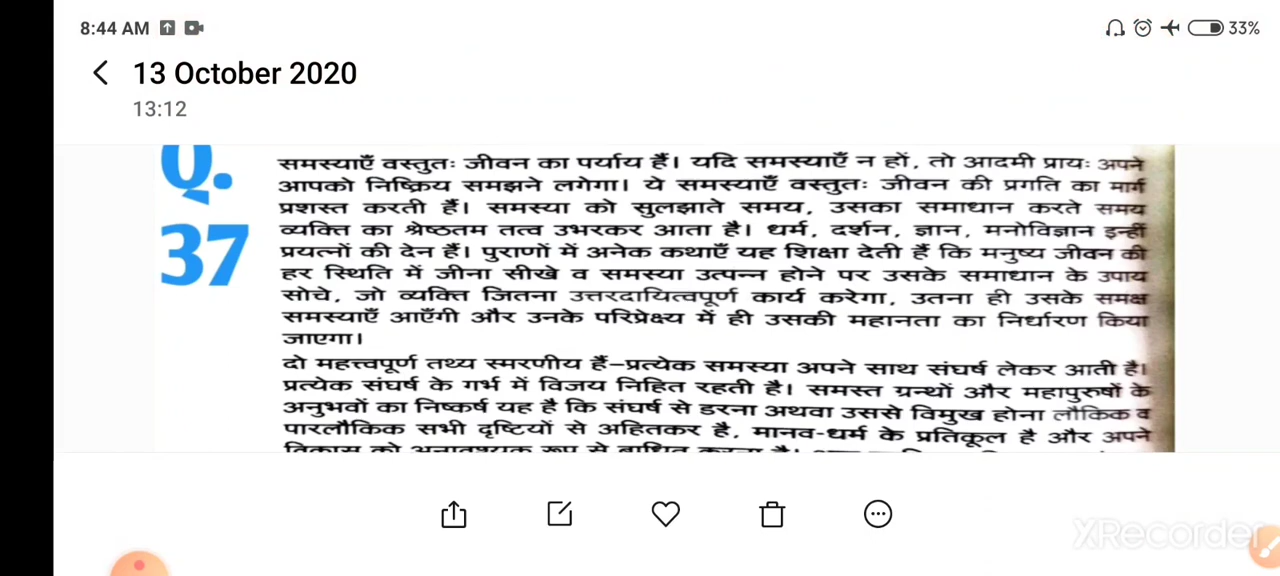 8:44 AM
33%
13 October 2020
13:12
Q.
37
समस्याएँ वस्तुतः जीवन का पर्याय हैं। यदि समस्याएँ न हों, तो आदमी प्रायः अपने
आपको निष्क्रिय समझने लगेगा। ये समस्याएँ वस्तुतः जीवन की प्रगति का मार्ग
प्रशस्त करती हैं। समस्या को सुलझाते समय, उसका समाधान करते समय
व्यक्ति का श्रेष्ठतम तत्व उभरकर आता है। धर्म, दर्शन, ज्ञान, मनोविज्ञान इन्हीं
प्रयत्नों की देन हैं। पुराणों में अनेक कथाएँ यह शिक्षा देती हैं कि मनुष्य जीवन की
हर स्थिति में जीना सीखे व समस्या उत्पन्न होने पर उसके समाधान के उपाय
सोचे, जो व्यक्ति जितना उत्तरदायित्वपूर्ण कार्य करेगा, उतना ही उसके समक्ष
समस्याएँ आएँगी और उनके परिप्रेक्ष्य में ही उसकी महानता का निर्धारण किया
जाएगा।
दो महत्त्वपूर्ण तथ्य स्मरणीय हैं–प्रत्येक समस्या अपने साथ संघर्ष लेकर आती है।
प्रत्येक संघर्ष के गर्भ में विजय निहित रहती है। समस्त ग्रन्थों और महापुरुषों के
अनुभवों का निष्कर्ष यह है कि संघर्ष से डरना अथवा उससे विमुख होना लौकिक व
पारलौकिक सभी दृष्टियों से अहितकर है, मानव-धर्म के प्रतिकूल है और अपने
विकास को अनावश्यक रूप से बाधित करना है।
XRecorder